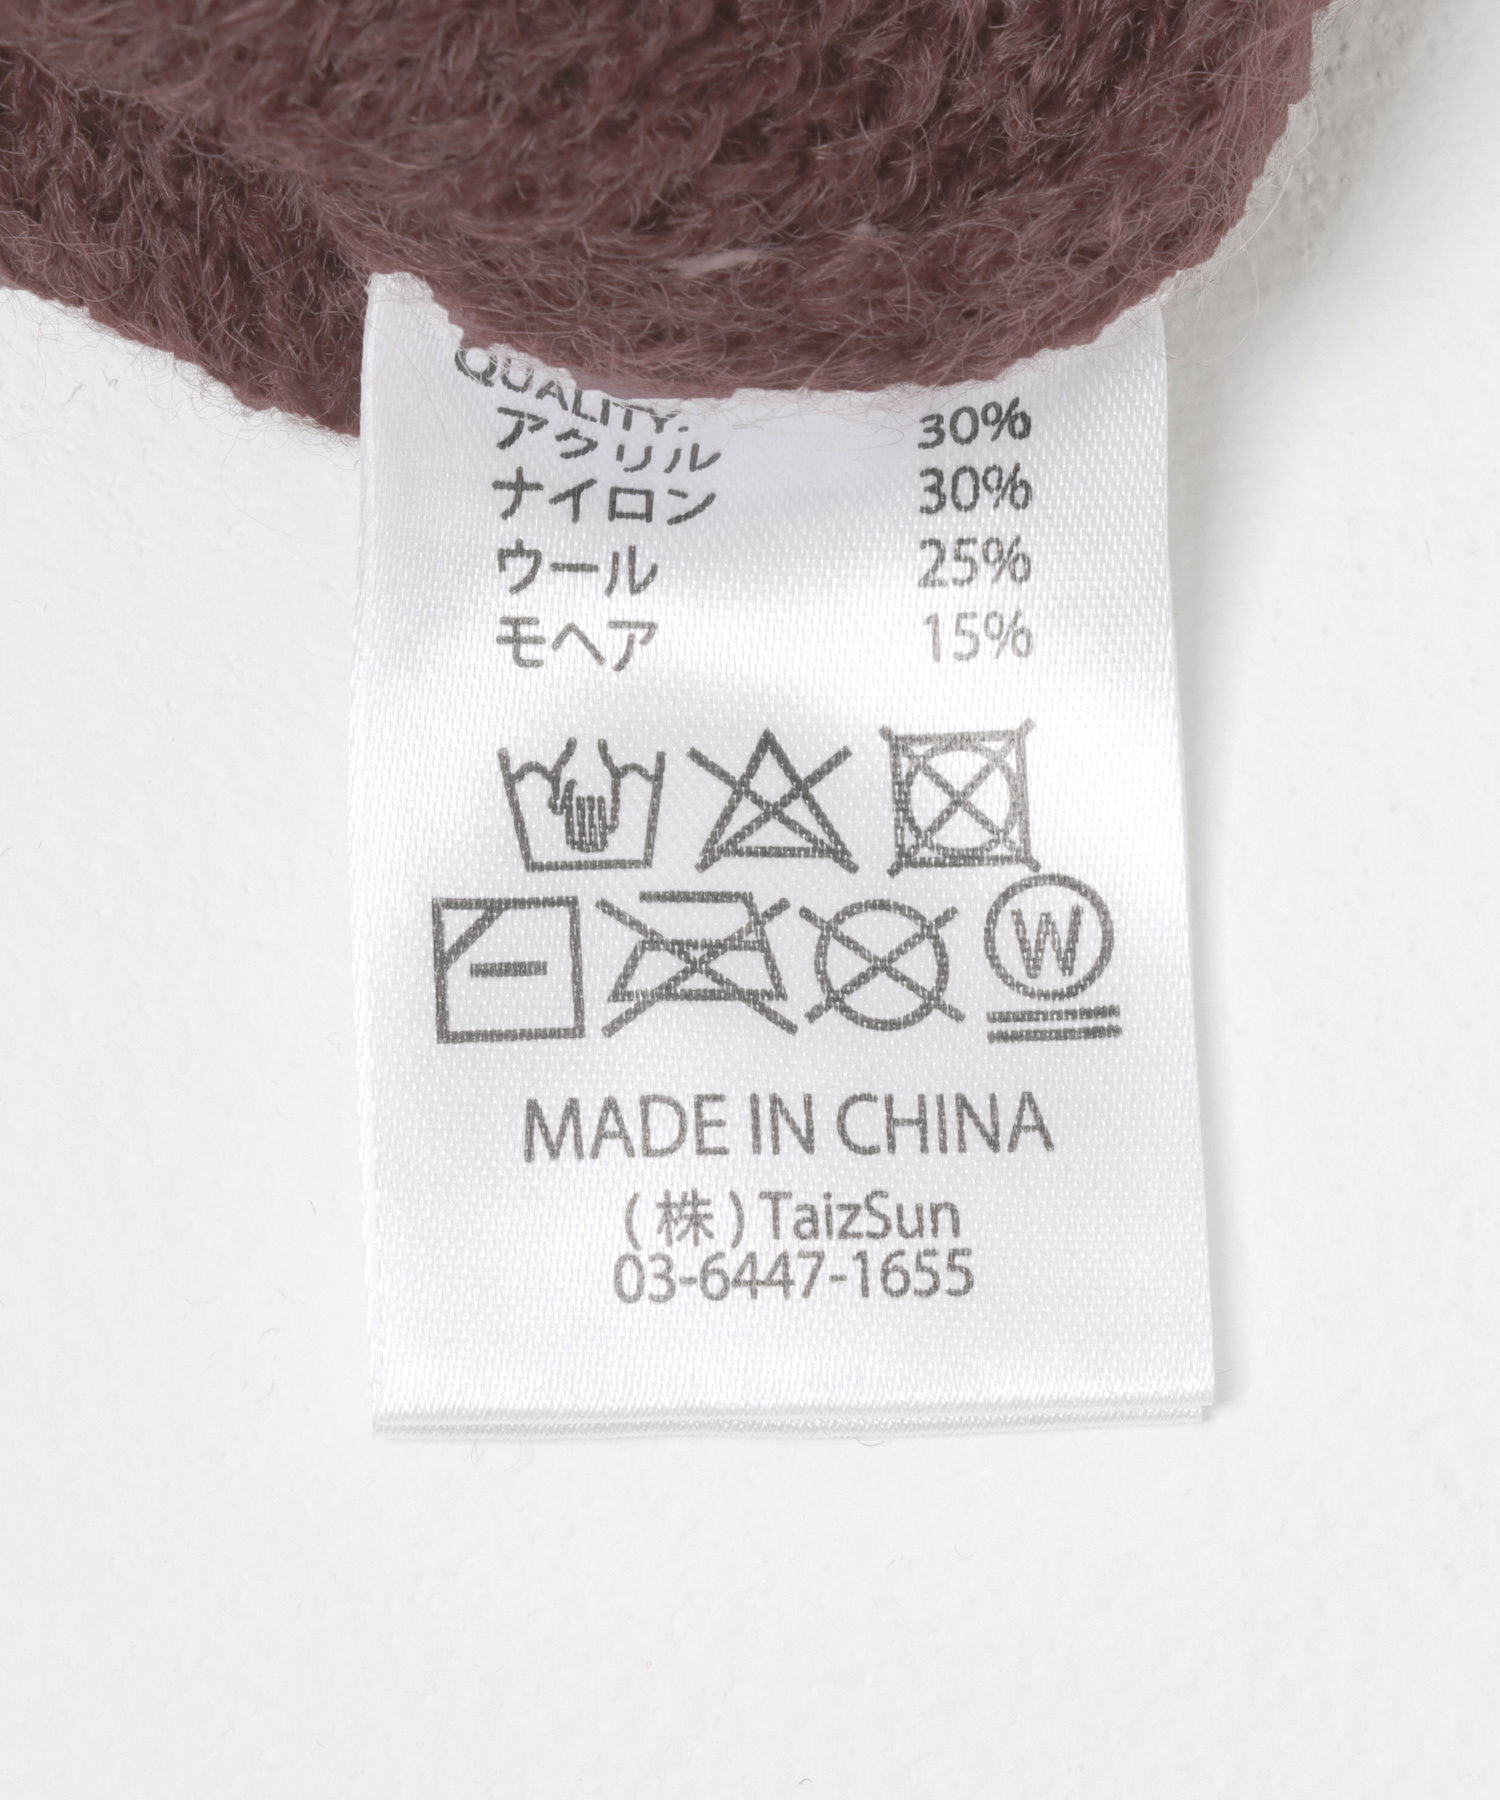 QUALITY:
アクリル 30%
ナイロン 30%
ウール 25%
モヘア 15%
W
MADE IN CHINA
(株) TaizSun
03-6447-1655